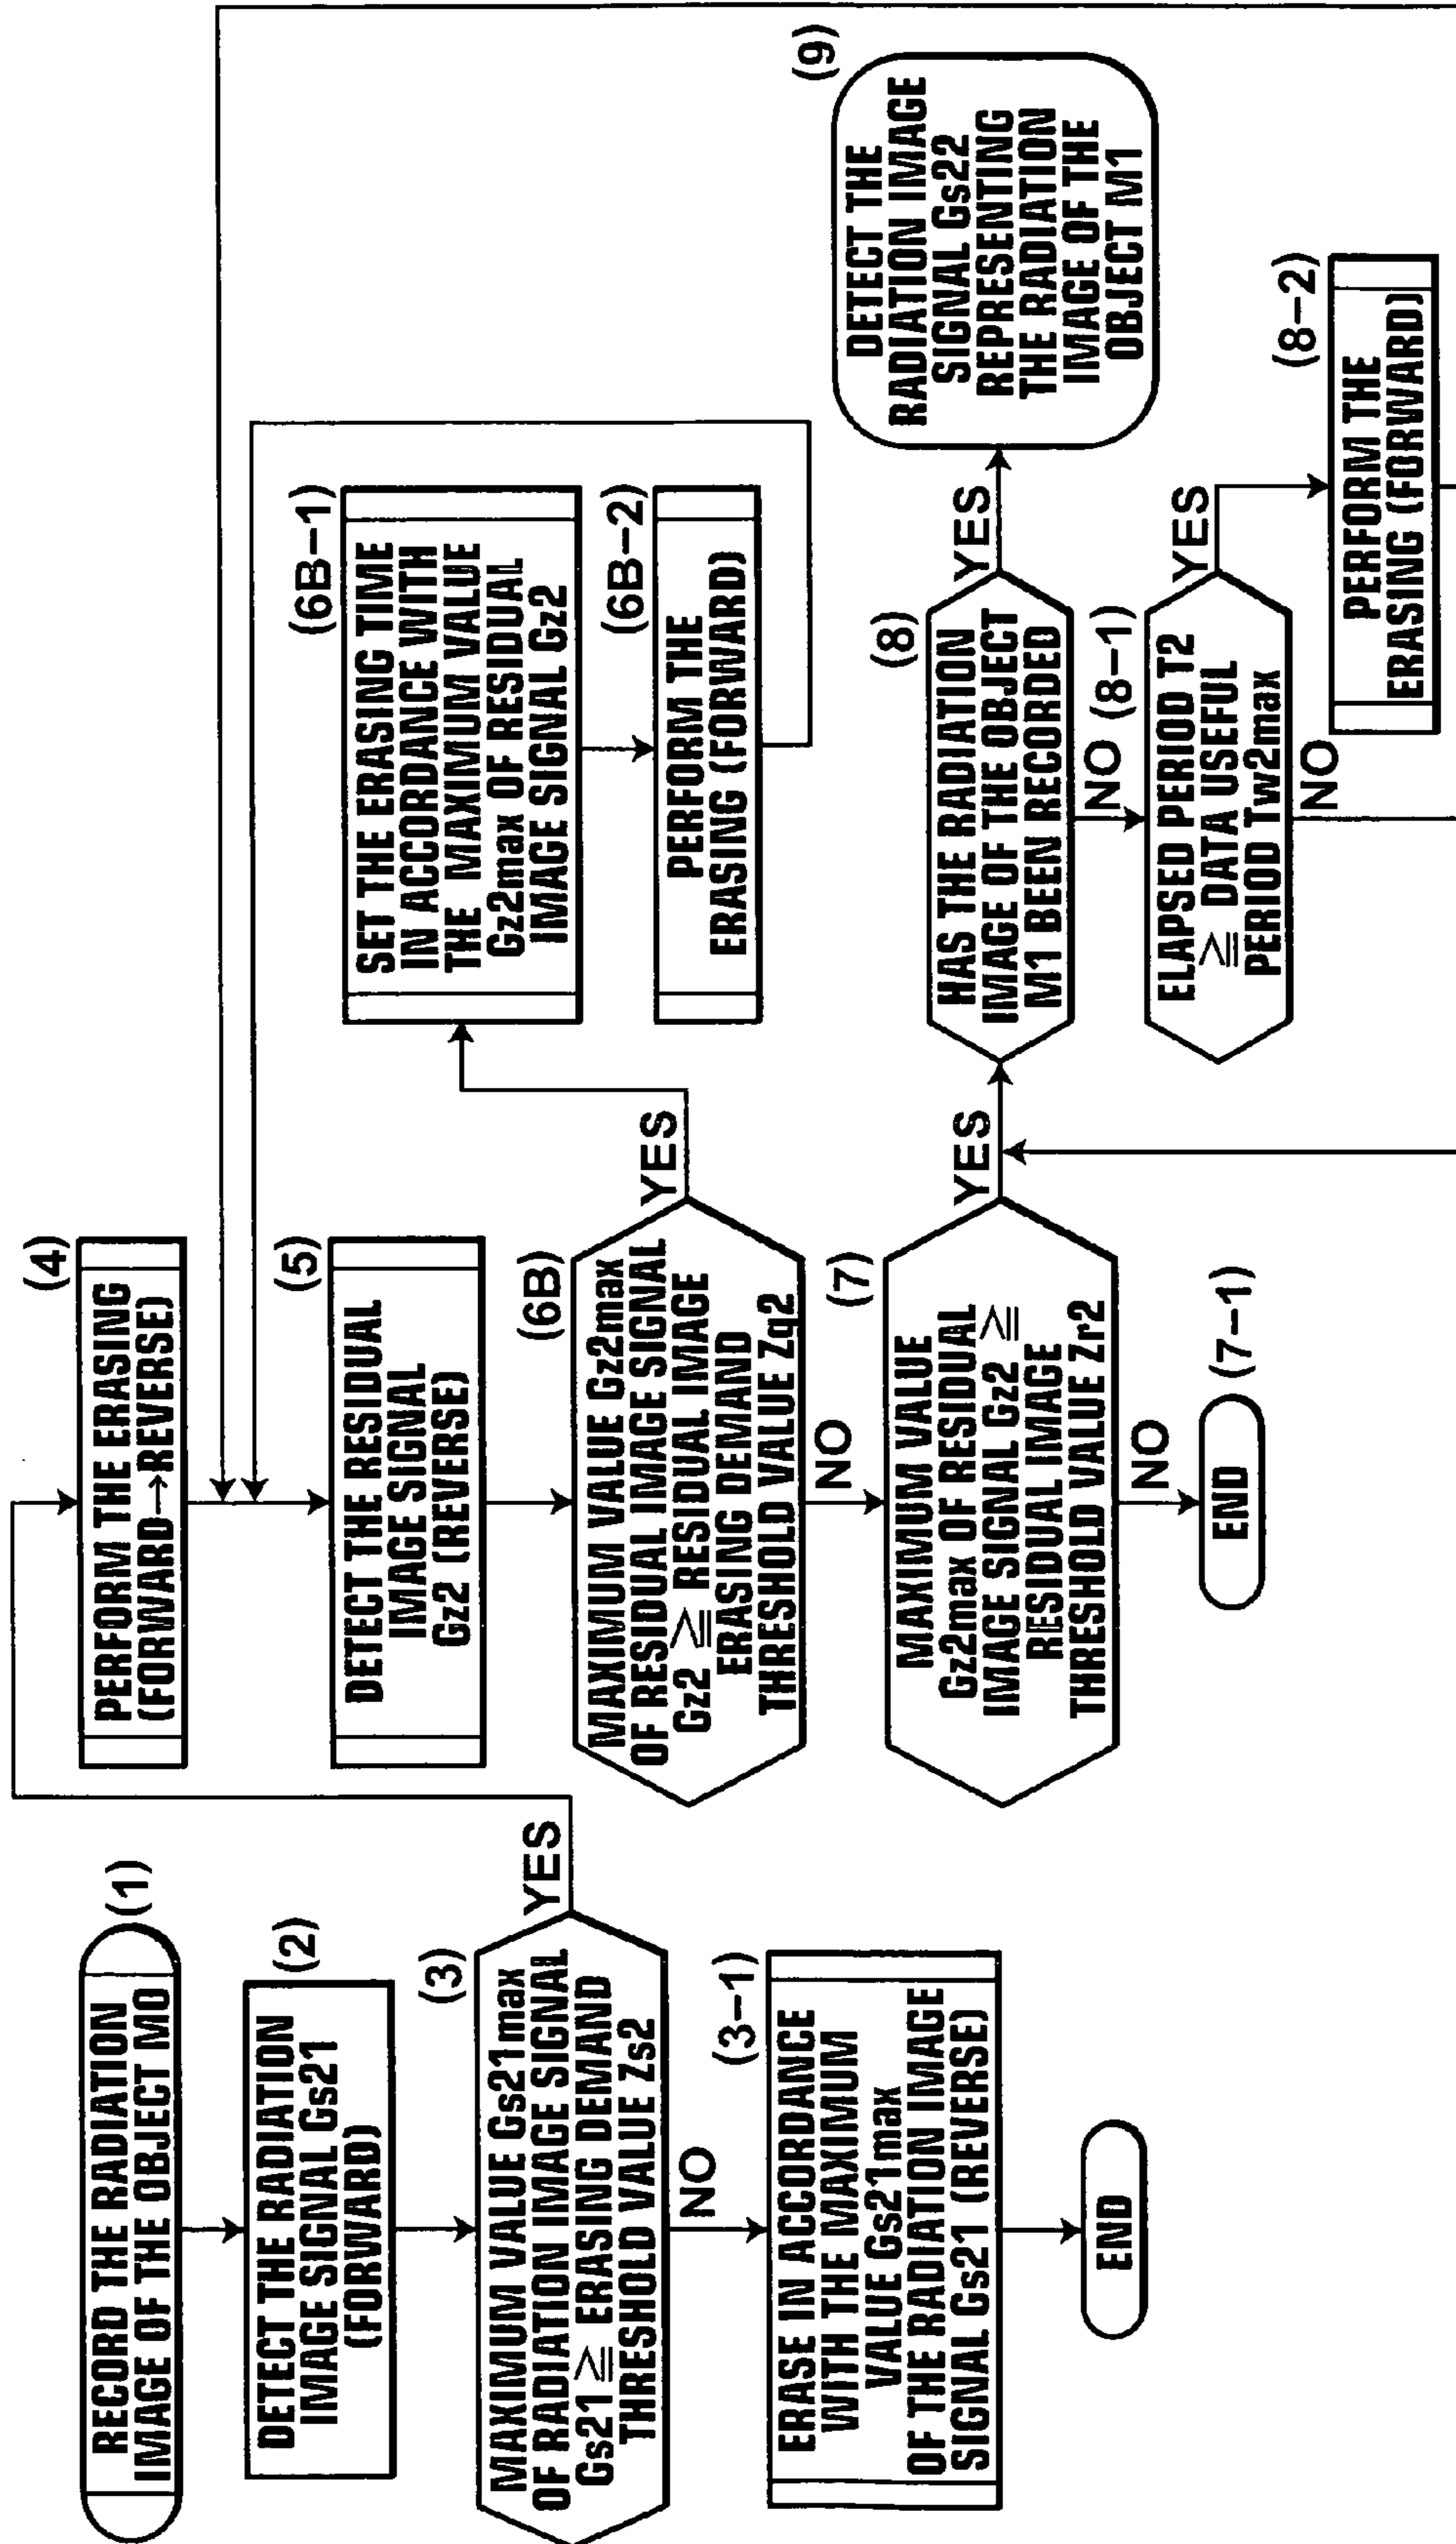 RECORD THE RADIATION
IMAGE OF THE OBJECT M0
(1)
DETECT THE RADIATION
IMAGE SIGNAL Gs21
(FORWARD)
(2)
MAXIMUM VALUE Gs21max
OF RADIATION IMAGE SIGNAL
Gs21 ≧ ERASING DEMAND
THRESHOLD VALUE Zs2
(3)
YES
NO
ERASE IN ACCORDANCE
WITH THE MAXIMUM
VALUE Gs21max
OF THE RADIATION IMAGE
SIGNAL Gs21 (REVERSE)
(3-1)
END
PERFORM THE ERASING
(FORWARD→REVERSE)
(4)
DETECT THE RESIDUAL
IMAGE SIGNAL
Gz2 (REVERSE)
(5)
MAXIMUM VALUE Gz2max
OF RESIDUAL IMAGE SIGNAL
Gz2 ≧ RESIDUAL IMAGE
ERASING DEMAND
THRESHOLD VALUE Zq2
(6B)
YES
NO
MAXIMUM VALUE
Gz2max OF RESIDUAL
IMAGE SIGNAL Gz2 ≧
RESIDUAL IMAGE
THRESHOLD VALUE Zr2
(7)
YES
NO
END
(7-1)
SET THE ERASING TIME
IN ACCORDANCE WITH
THE MAXIMUM VALUE
Gz2max OF RESIDUAL
IMAGE SIGNAL Gz2
(6B-1)
PERFORM THE
ERASING (FORWARD)
(6B-2)
HAS THE RADIATION
IMAGE OF THE OBJECT
M1 BEEN RECORDED
(8)
YES
NO
ELAPSED PERIOD T2
≧ DATA USEFUL
PERIOD Tw2max
(8-1)
YES
NO
PERFORM THE
ERASING (FORWARD)
(8-2)
DETECT THE
RADIATION IMAGE
SIGNAL Gs22
REPRESENTING
THE RADIATION
IMAGE OF THE
OBJECT M1
(9)